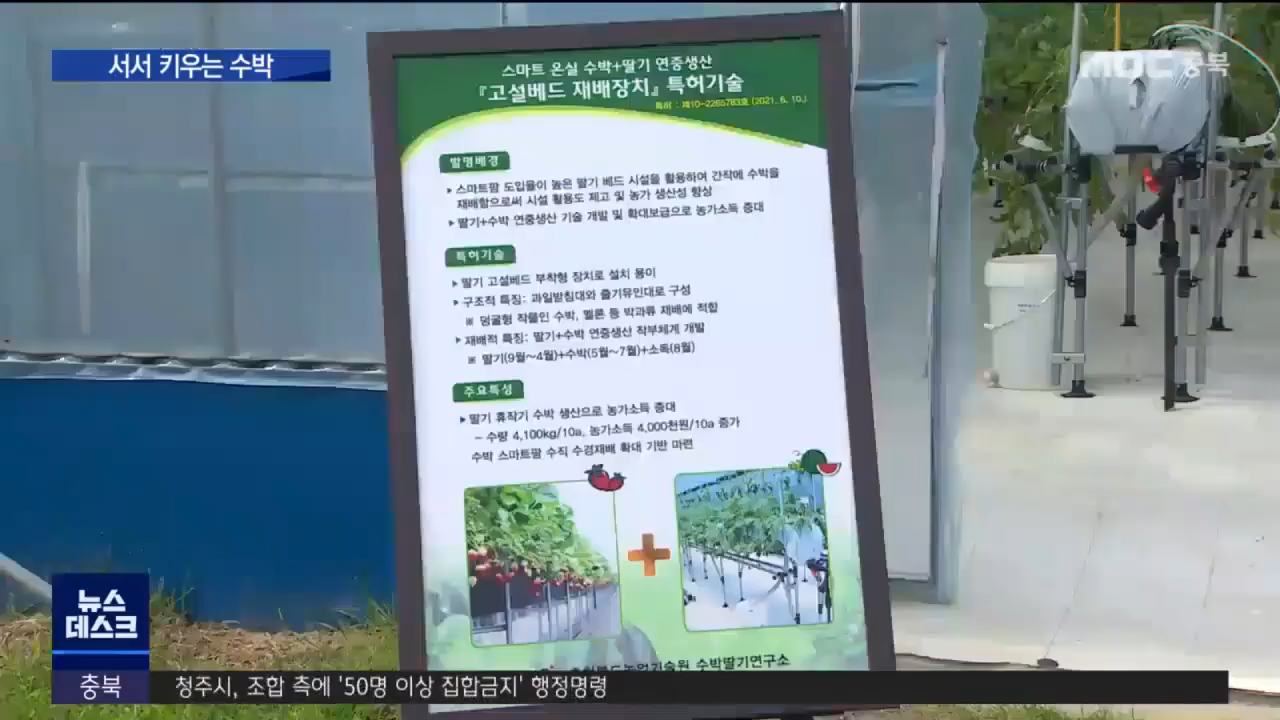 서서 키우는 수박
MBC 충북
스마트 온실 수박+딸기 연중생산
『고설베드 재배장치』 특허기술
특허 : 제10-2265783호 (2021. 6. 10.)
발명배경
▸ 스마트팜 도입율이 높은 딸기 베드 시설을 활용하여 간작에 수박을
재배함으로써 시설 활용도 제고 및 농가 생산성 향상
▸ 딸기+수박 연중생산 기술 개발 및 확대보급으로 농가소득 증대
특허기술
▸ 딸기 고설베드 부착형 장치로 설치 용이
▸ 구조적 특징: 과일받침대와 줄기유인대로 구성
※ 덩굴형 작물인 수박, 멜론 등 박과류 재배에 적합
▸ 재배적 특징: 딸기+수박 연중생산 작부체계 개발
※ 딸기(9월~4월)+수박(5월~7월)+소독(8월)
주요특성
▸ 딸기 휴작기 수박 생산으로 농가소득 증대
- 수량 4,100kg/10a, 농가소득 4,000천원/10a 증가
수박 스마트팜 수직 수경재배 확대 기반 마련
충청북도농업기술원 수박딸기연구소
뉴스
데스크
충북
청주시, 조합 측에 '50명 이상 집합금지' 행정명령